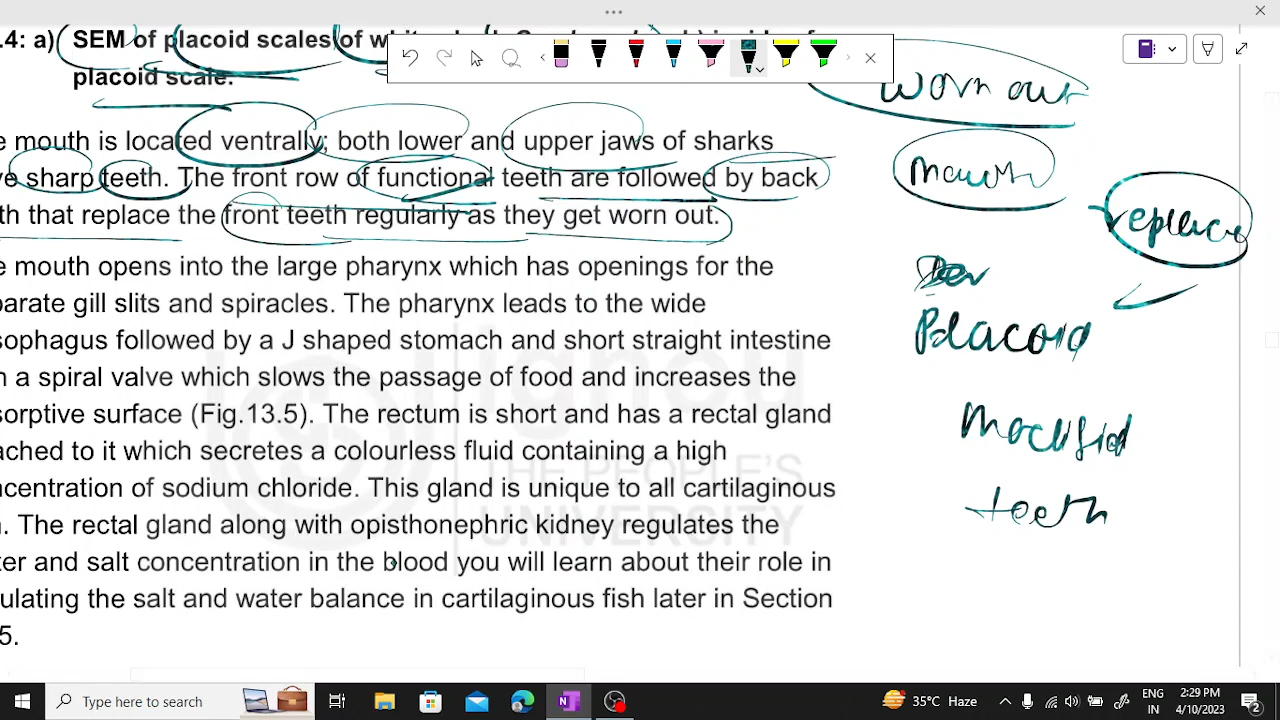 .4: a) SEM of placoid scales of
placoid scale.
e mouth is located ventrally; both lower and upper jaws of sharks
ve sharp teeth. The front row of functional teeth are followed by back
th that replace the front teeth regularly as they get worn out.
e mouth opens into the large pharynx which has openings for the
parate gill slits and spiracles. The pharynx leads to the wide
sophagus followed by a J shaped stomach and short straight intestine
h a spiral valve which slows the passage of food and increases the
sorptive surface (Fig.13.5). The rectum is short and has a rectal gland
ached to it which secretes a colourless fluid containing a high
ncentration of sodium chloride. This gland is unique to all cartilaginous
. The rectal gland along with opisthonephric kidney regulates the
ter and salt concentration in the blood you will learn about their role in
ulating the salt and water balance in cartilaginous fish later in Section
5.
worn out
mouth
replace
Placoid
modified
teeth
ignou
THE PEOPLE'S
UNIVERSITY
Type here to search
35°C Haze
ENG
IN
2:29 PM
4/10/2023
2